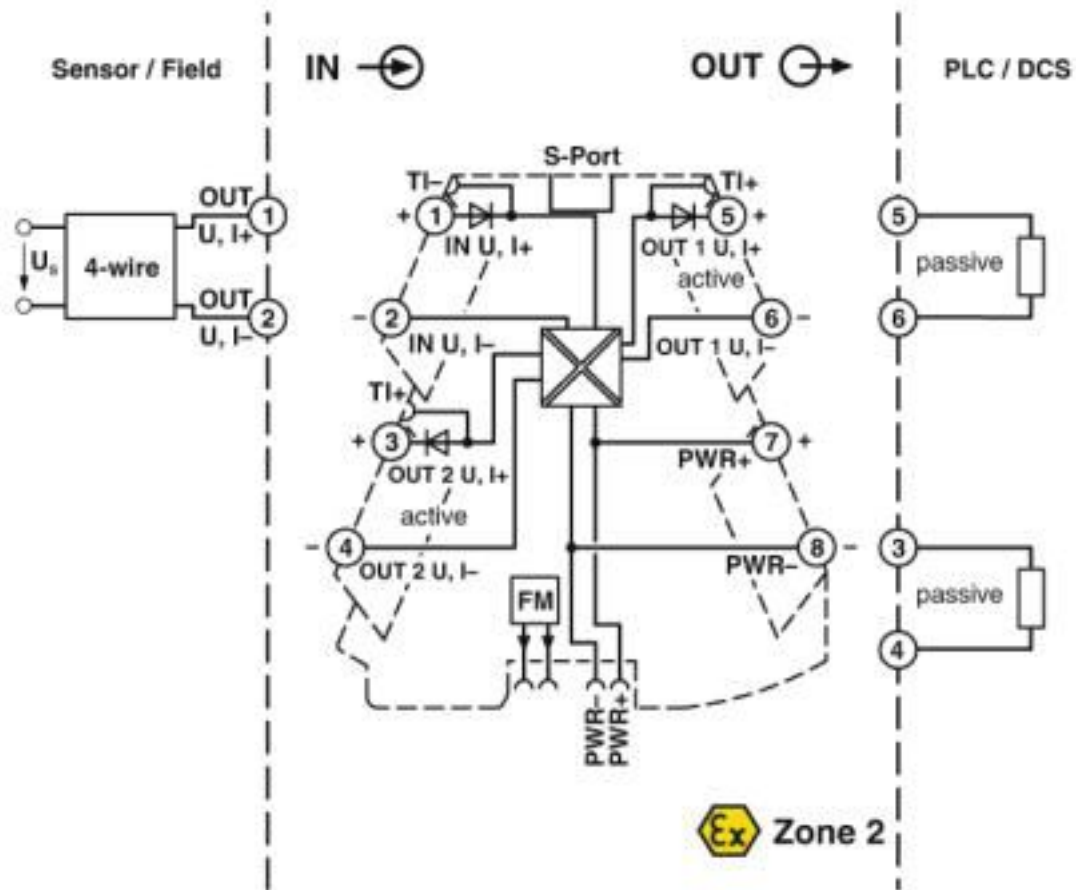 Sensor / Field
IN
OUT
PLC / DCS
S-Port
TI–
TI+
OUT
U, I+
1
+ 1
5 +
5
IN U, I+
OUT 1 U, I+
active
passive
Us
4-wire
OUT
U, I–
2
– 2
6 –
6
IN U, I–
OUT 1 U, I–
TI+
+ 3
7 +
OUT 2 U, I+
PWR+
active
– 4
8 –
3
OUT 2 U, I–
PWR–
FM
passive
4
PWR–
PWR+
Ex Zone 2